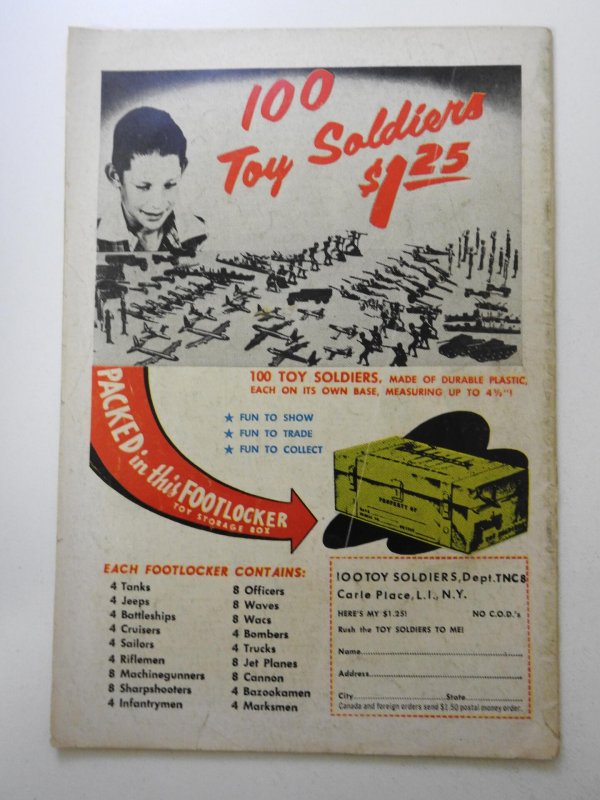 100
Toy Soldiers
$1.25
100 TOY SOLDIERS, MADE OF DURABLE PLASTIC,
EACH ON ITS OWN BASE, MEASURING UP TO 4½"!
★ FUN TO SHOW
★ FUN TO TRADE
★ FUN TO COLLECT
PACKED in this FOOTLOCKER
TOY STORAGE BOX
PROPERTY OF
EACH FOOTLOCKER CONTAINS:
4 Tanks
4 Jeeps
4 Battleships
4 Cruisers
4 Sailors
4 Riflemen
8 Machinegunners
8 Sharpshooters
4 Infantrymen
8 Officers
8 Waves
8 Wacs
4 Bombers
4 Trucks
8 Jet Planes
8 Cannon
4 Bazookamen
4 Marksmen
100 TOY SOLDIERS, Dept. TNC8
Carle Place, L.I., N.Y.
HERE'S MY $1.25! NO C.O.D.'s
Rush the TOY SOLDIERS TO ME!
Name
Address
City State
Canada and foreign orders send $1.50 postal money order.